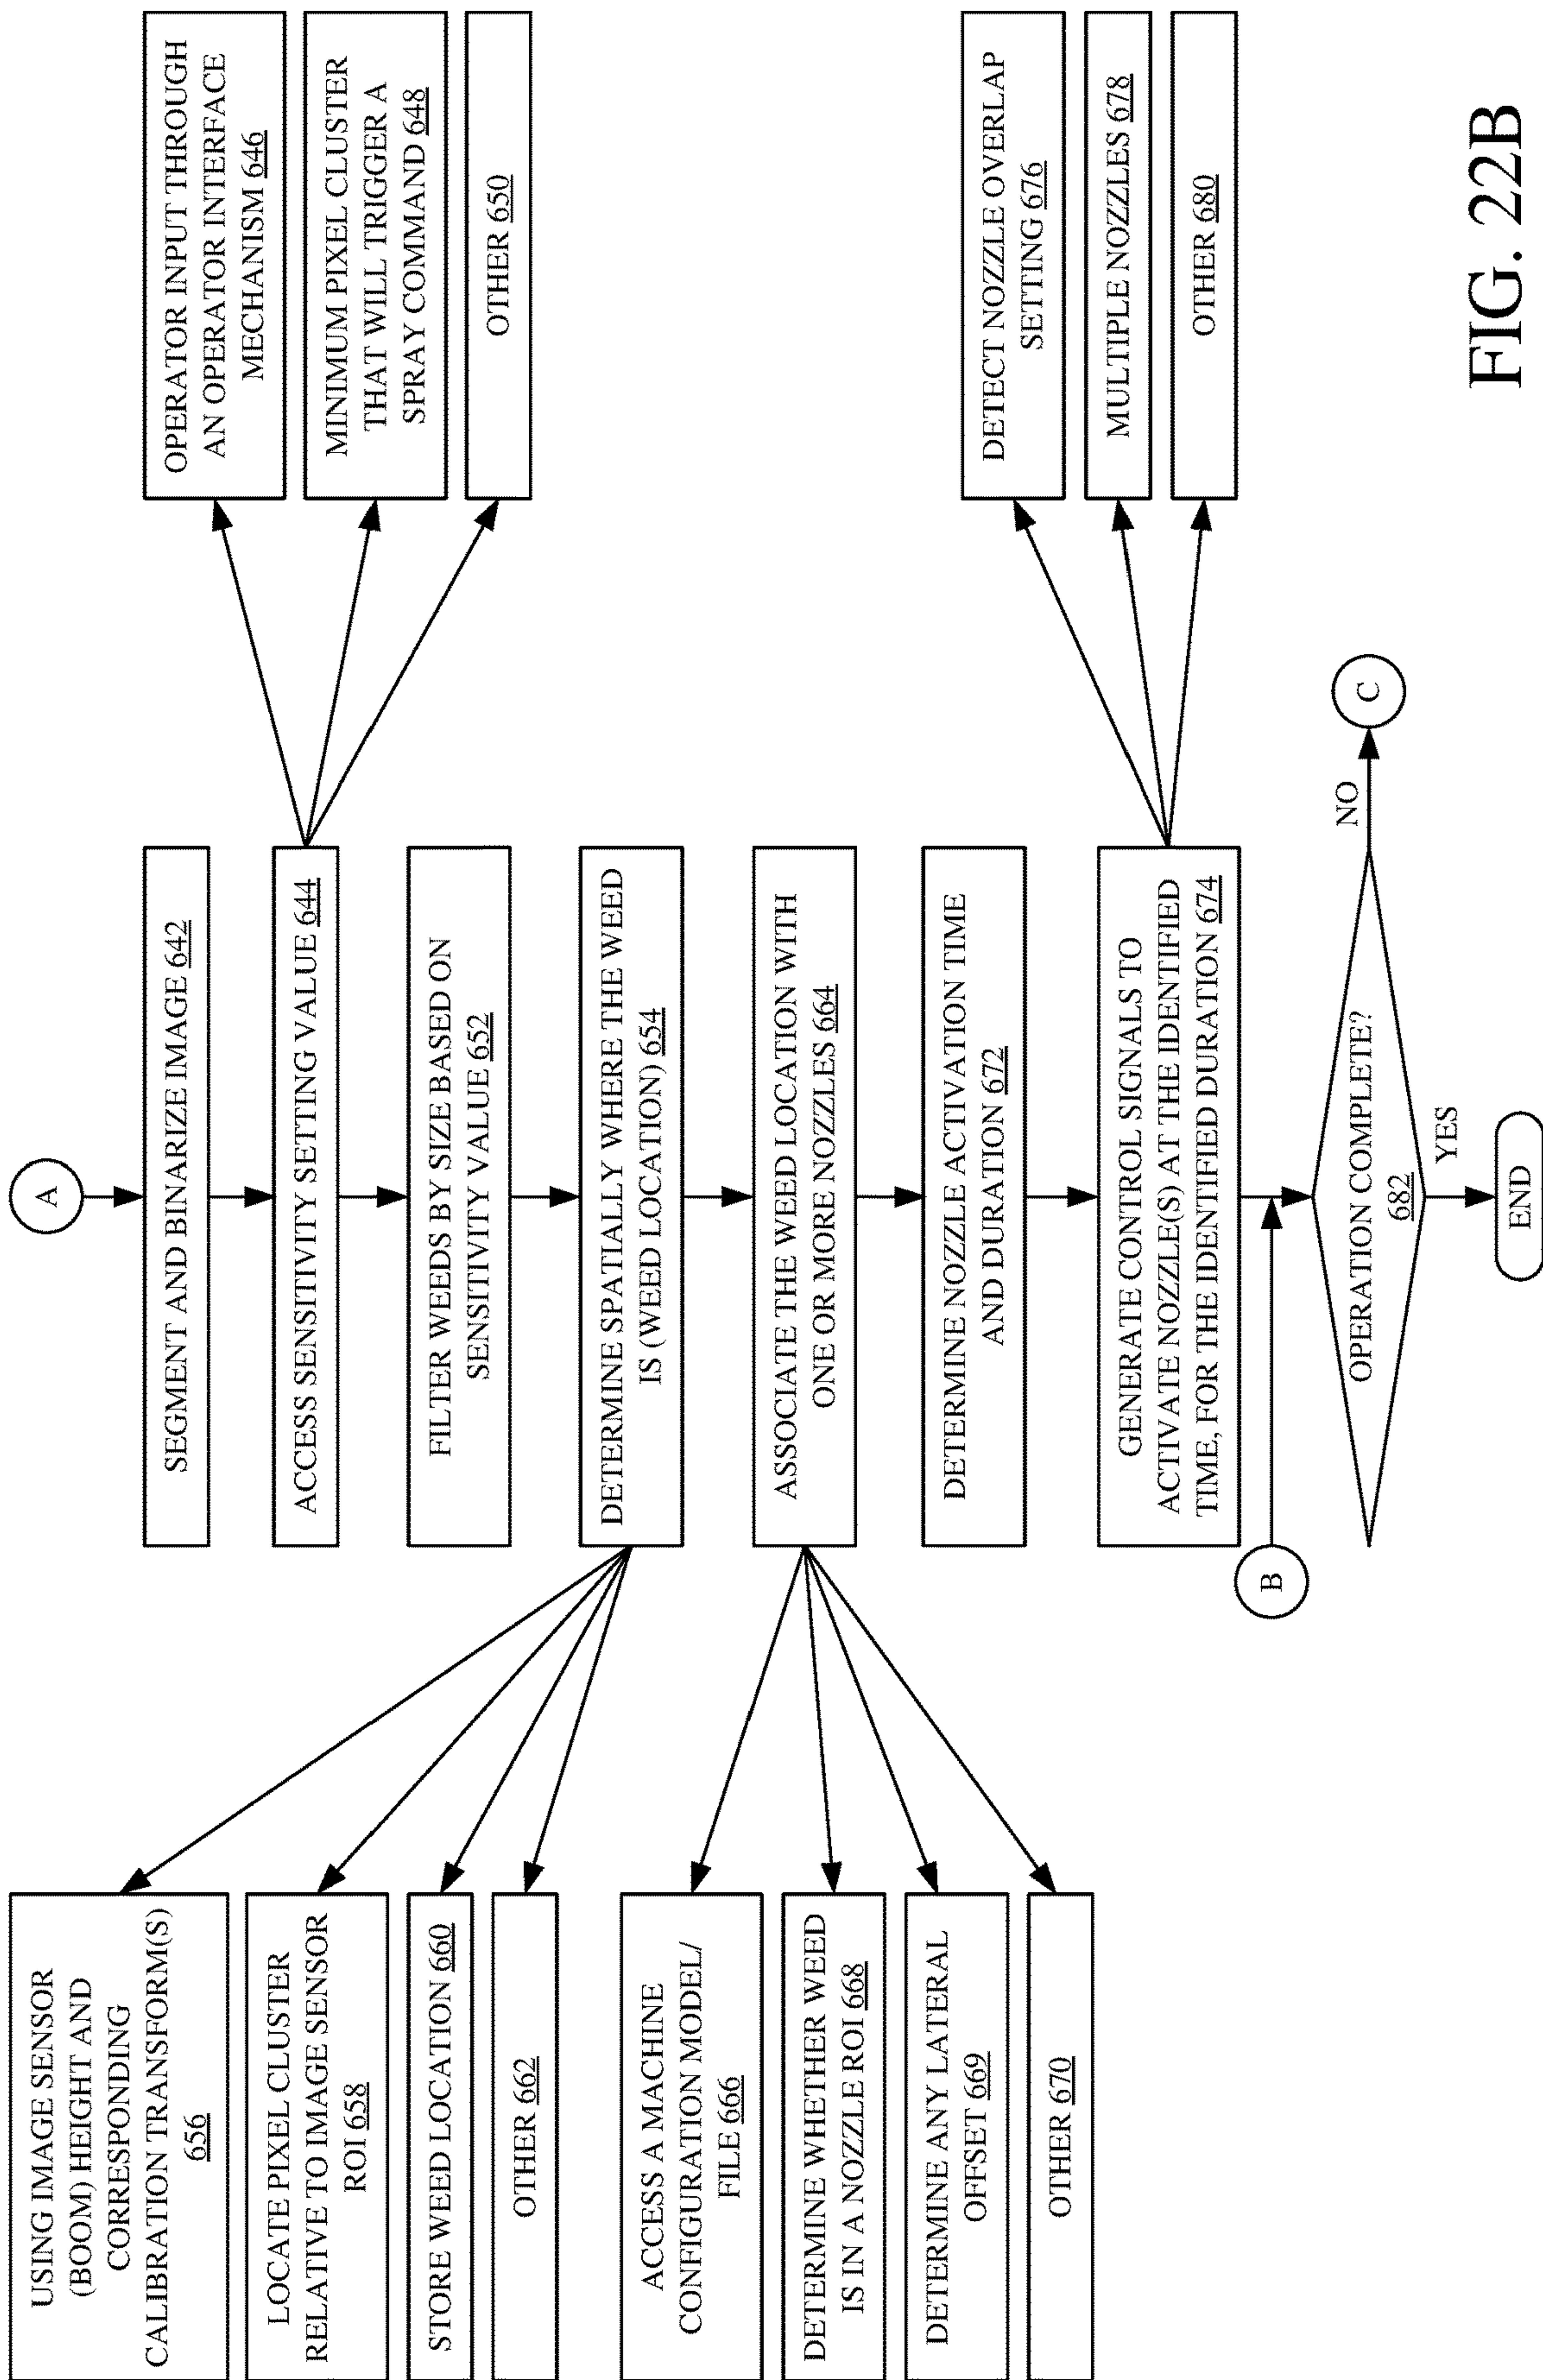 A
SEGMENT AND BINARIZE IMAGE 642
ACCESS SENSITIVITY SETTING VALUE 644
OPERATOR INPUT THROUGH
AN OPERATOR INTERFACE
MECHANISM 646
MINIMUM PIXEL CLUSTER
THAT WILL TRIGGER A
SPRAY COMMAND 648
OTHER 650
FILTER WEEDS BY SIZE BASED ON
SENSITIVITY VALUE 652
DETERMINE SPATIALLY WHERE THE WEED
IS (WEED LOCATION) 654
USING IMAGE SENSOR
(BOOM) HEIGHT AND
CORRESPONDING
CALIBRATION TRANSFORM(S)
656
LOCATE PIXEL CLUSTER
RELATIVE TO IMAGE SENSOR
ROI 658
STORE WEED LOCATION 660
OTHER 662
ASSOCIATE THE WEED LOCATION WITH
ONE OR MORE NOZZLES 664
ACCESS A MACHINE
CONFIGURATION MODEL/
FILE 666
DETERMINE WHETHER WEED
IS IN A NOZZLE ROI 668
DETERMINE ANY LATERAL
OFFSET 669
OTHER 670
DETERMINE NOZZLE ACTIVATION TIME
AND DURATION 672
GENERATE CONTROL SIGNALS TO
ACTIVATE NOZZLE(S) AT THE IDENTIFIED
TIME, FOR THE IDENTIFIED DURATION 674
DETECT NOZZLE OVERLAP
SETTING 676
MULTIPLE NOZZLES 678
OTHER 680
B
OPERATION COMPLETE?
682
NO
C
YES
END
FIG. 22B